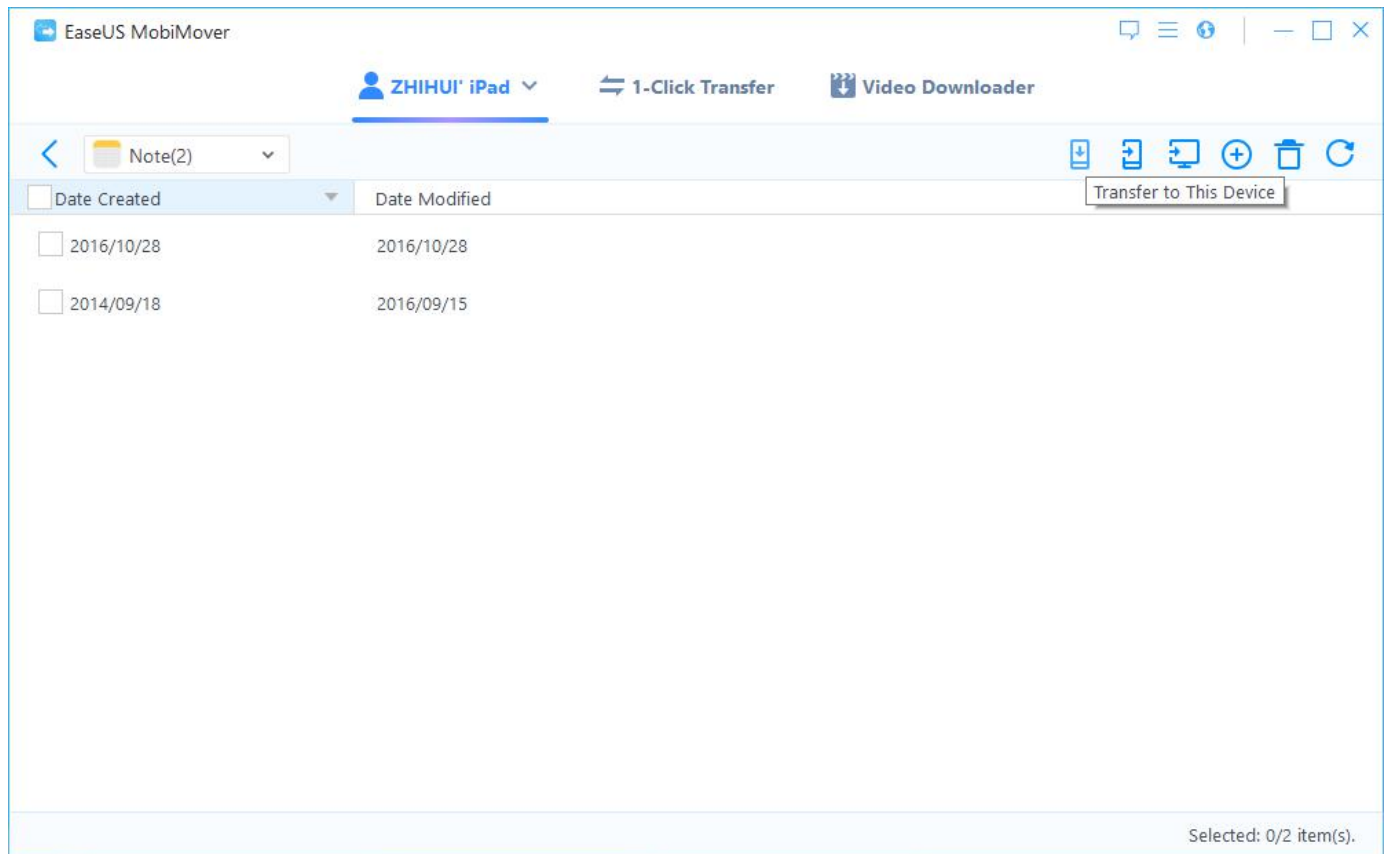 EaseUS MobiMover
ZHIHUI' iPad
1-Click Transfer
Video Downloader
Note(2)
Transfer to This Device
Date Created
Date Modified
2016/10/28
2016/10/28
2014/09/18
2016/09/15
Selected: 0/2 item(s).